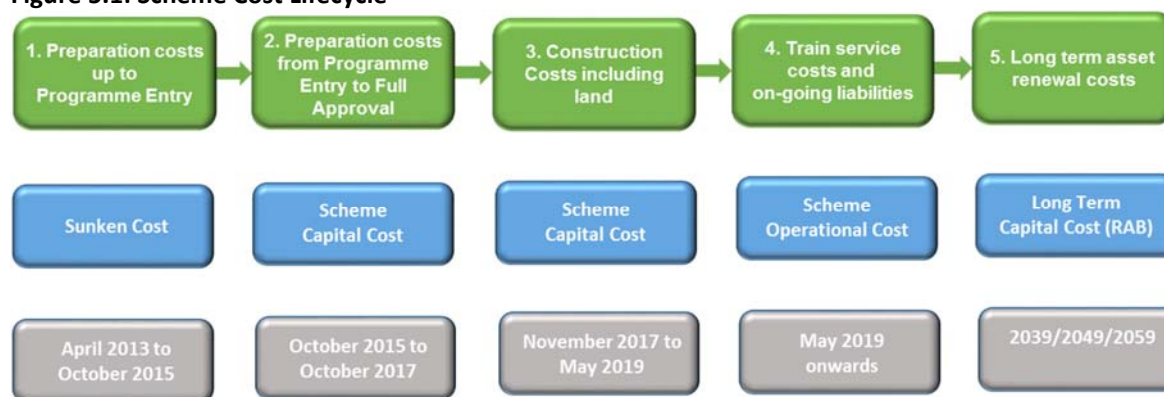 Figure 5.1: Scheme Cost Lifecycle
1. Preparation costs
up to
Programme Entry
2. Preparation costs
from Programme
Entry to Full
Approval
3. Construction
Costs including
land
4. Train service
costs and
on-going liabilities
5. Long term asset
renewal costs
Sunken Cost
Scheme
Capital Cost
Scheme
Capital Cost
Scheme
Operational Cost
Long Term
Capital Cost (RAB)
April 2013 to
October 2015
October 2015 to
October 2017
November 2017 to
May 2019
May 2019
onwards
2039/2049/2059